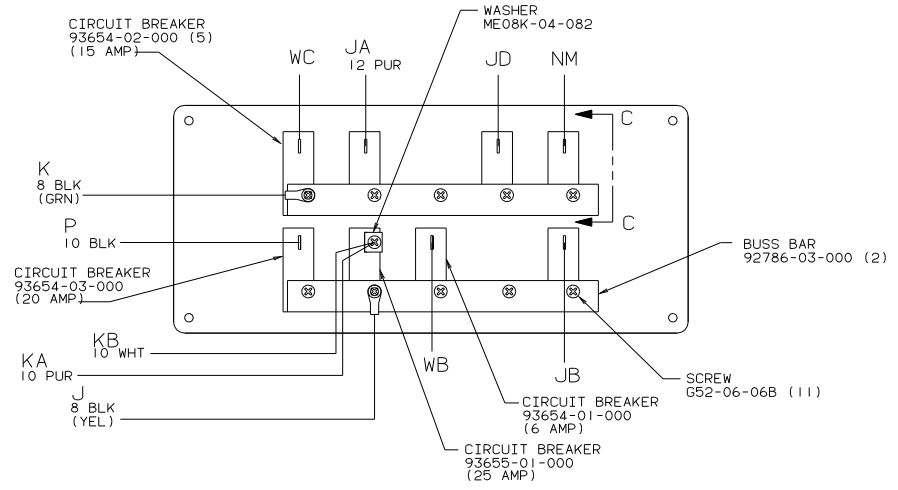 CIRCUIT BREAKER
93654-02-000 (5)
(15 AMP)
WASHER
ME08K-04-082
WC
JA
12 PUR
JD
NM
C
K
8 BLK
(GRN)
C
P
10 BLK
BUSS BAR
92786-03-000 (2)
CIRCUIT BREAKER
93654-03-000
(20 AMP)
KB
10 WHT
KA
10 PUR
WB
JB
J
8 BLK
(YEL)
SCREW
G52-06-06B (11)
CIRCUIT BREAKER
93654-01-000
(6 AMP)
CIRCUIT BREAKER
93655-01-000
(25 AMP)